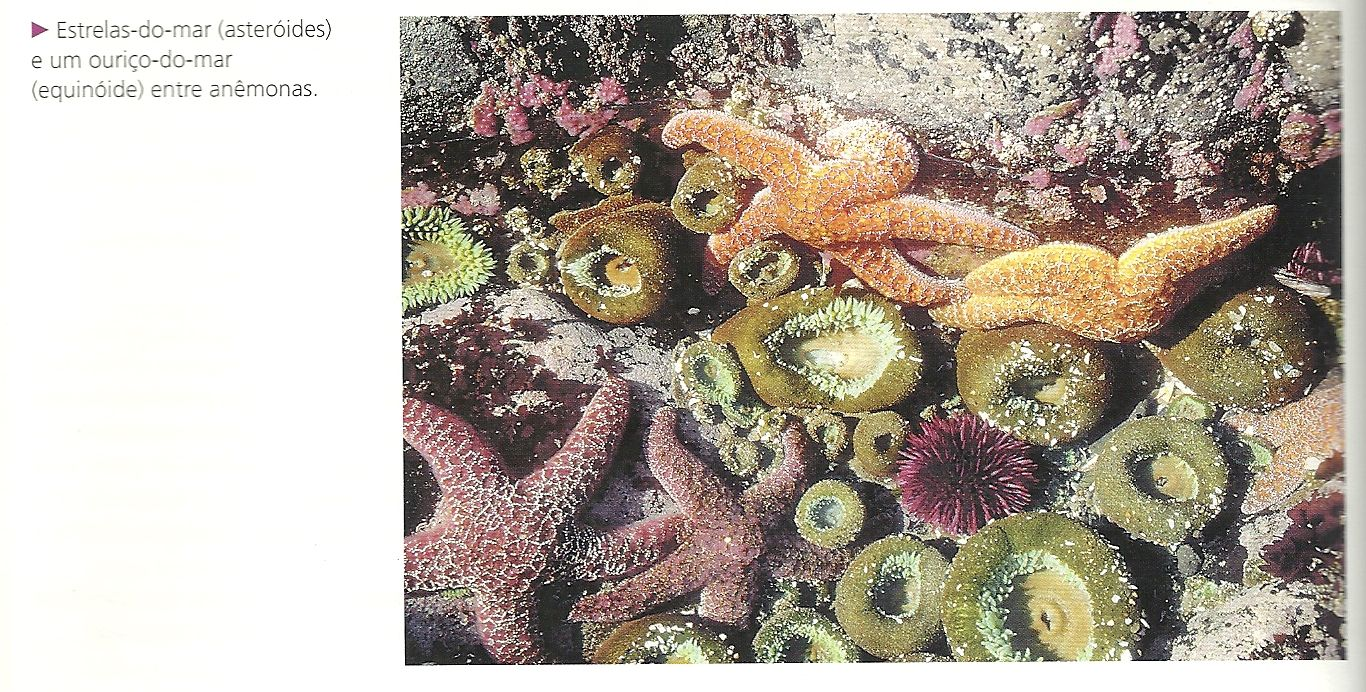 ► Estrelas-do-mar (asteróides)
e um ouriço-do-mar
(equinóide) entre anêmonas.